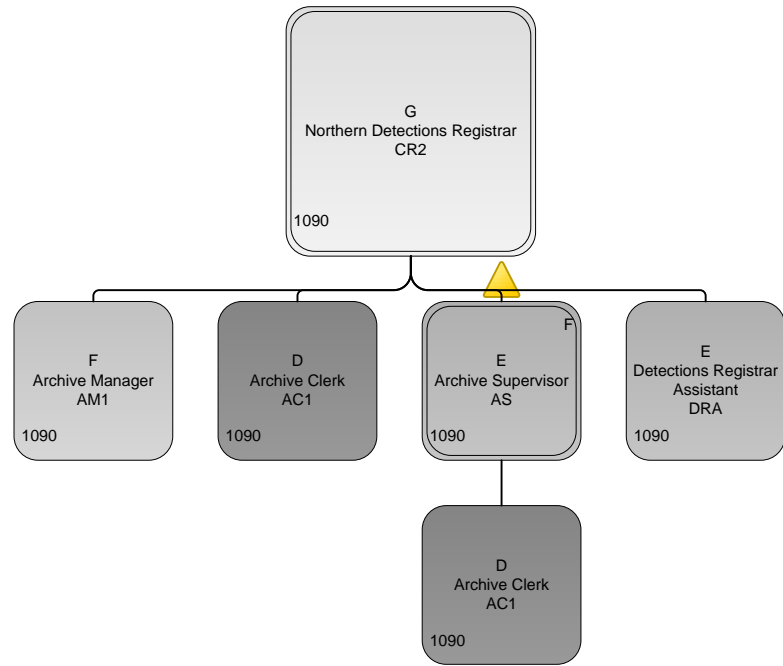 G
Northern Detections Registrar
CR2
1090
F
Archive Manager
AM1
1090
D
Archive Clerk
AC1
1090
F
E
Archive Supervisor
AS
1090
E
Detections Registrar
Assistant
DRA
1090
D
Archive Clerk
AC1
1090